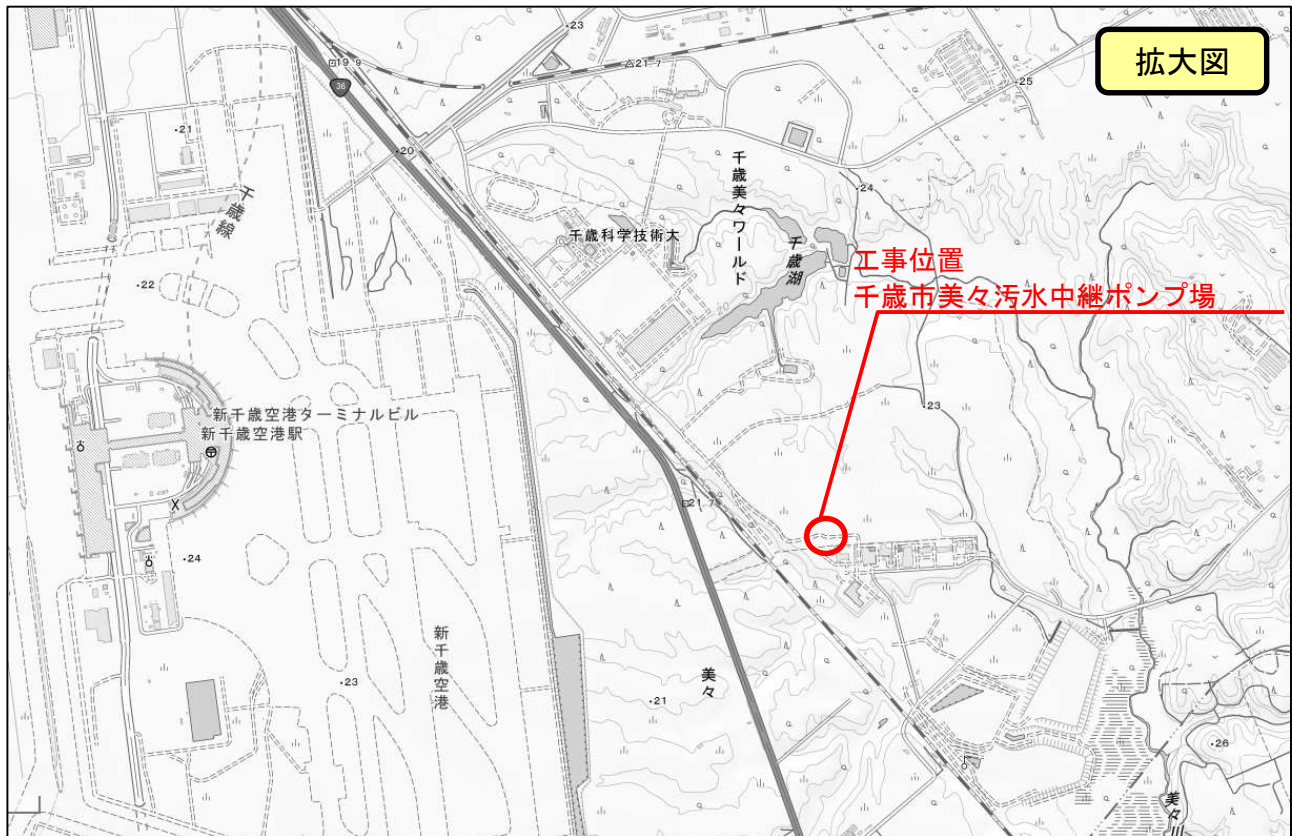 拡大図
23
19.9
21.7
36
25
21
20
千歳線
千歳美々ワールド
24
千歳科学技術大
千歳湖
工事位置
千歳市美々汚水中継ポンプ場
22
新千歳空港ターミナルビル
新千歳空港駅
23
24
新千歳空港
23
美々
21
26
美々川